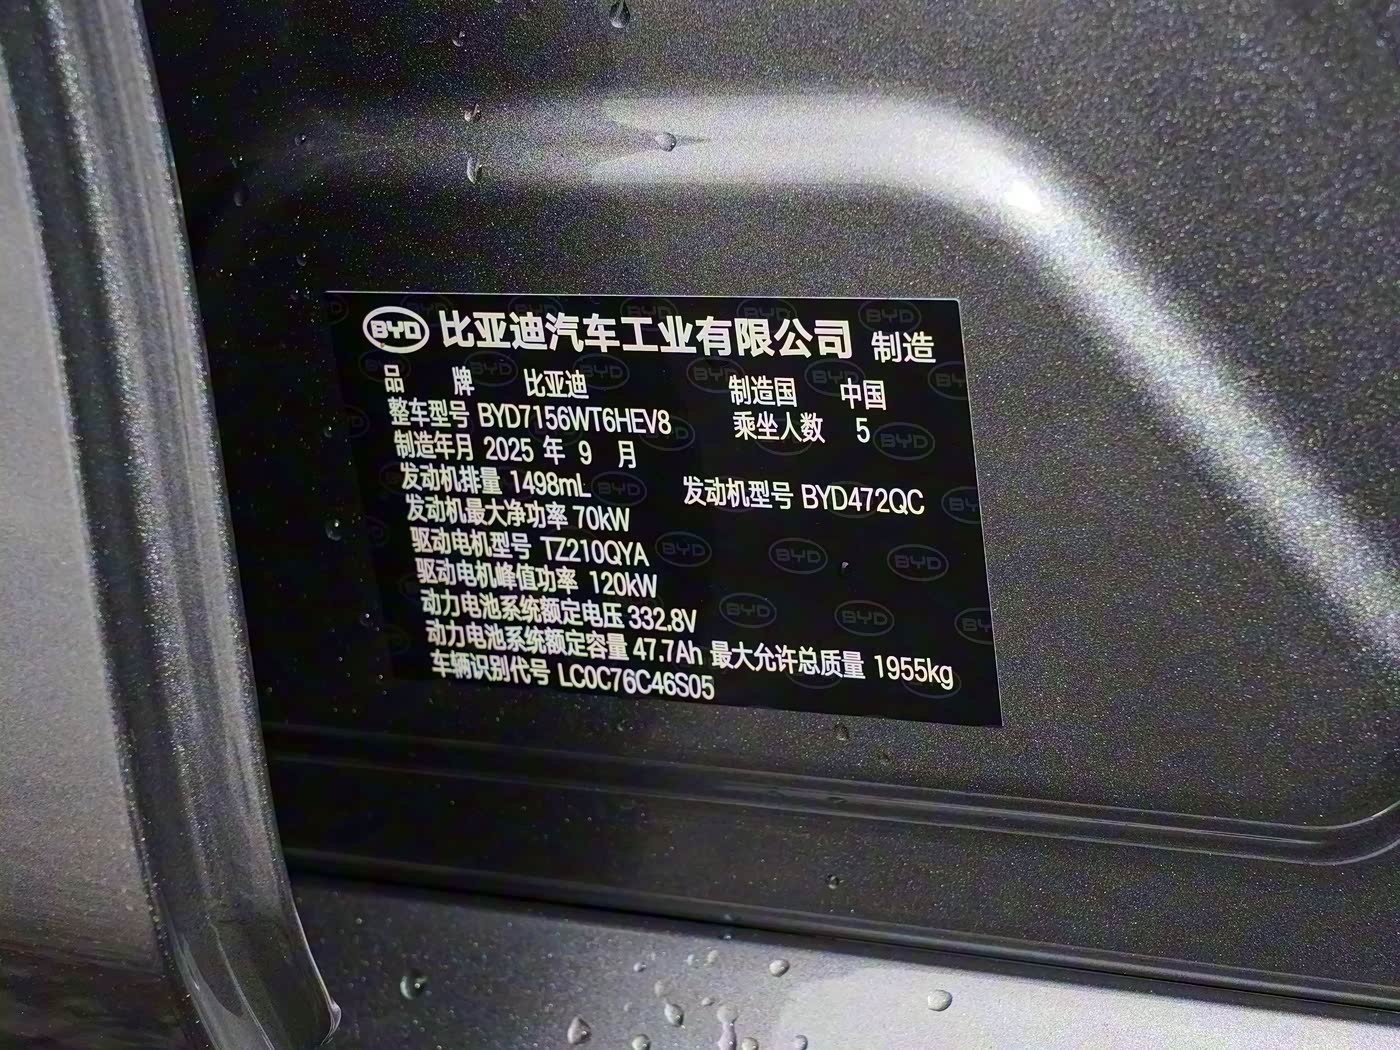 BYD 比亚迪汽车工业有限公司 制造
品 牌 比亚迪 制造国 中国
整车型号 BYD7156WT6HEV8 乘坐人数 5
制造年月 2025 年 9 月
发动机排量 1498mL 发动机型号 BYD472QC
发动机最大净功率 70kW
驱动电机型号 TZ210QYA
驱动电机峰值功率 120kW
动力电池系统额定电压 332.8V
动力电池系统额定容量 47.7Ah 最大允许总质量 1955kg
车辆识别代号 LC0C76C46S05